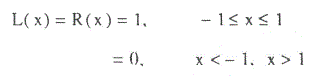 L(x) = R(x) = 1, - 1 ≤ x ≤ 1
= 0, x < - 1, x > 1